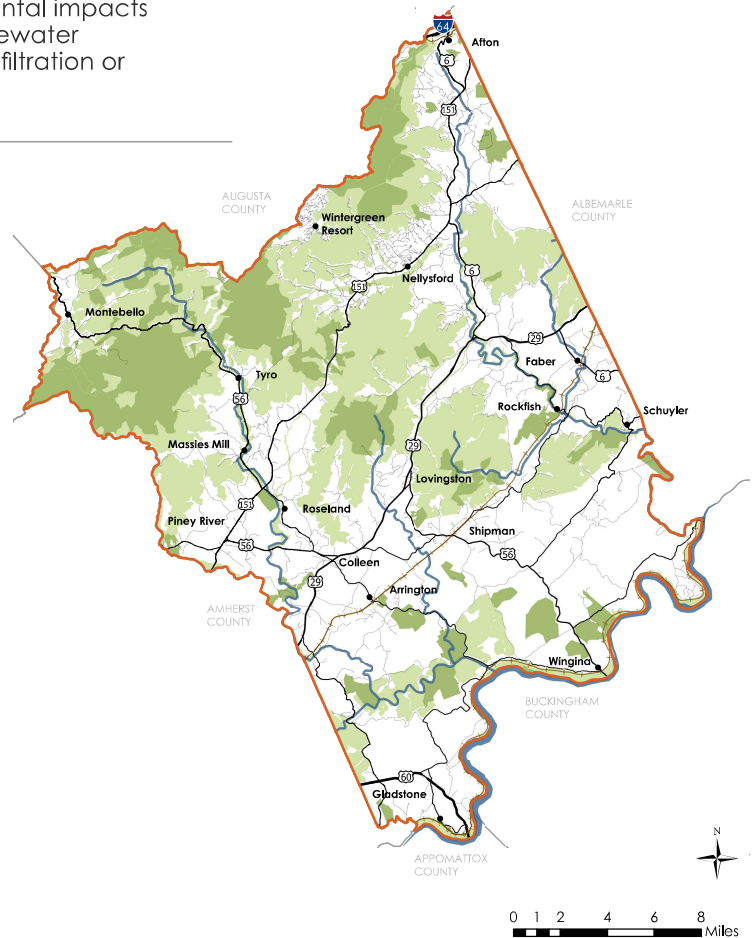 ntal impacts
ewater
filtration or
64
Afton
6
151
AUGUSTA
COUNTY
ALBEMARLE
COUNTY
Wintergreen
Resort
Nellysford
6
151
Montebello
29
Faber
Tyro
6
56
Rockfish
Schuyler
Massies Mill
29
Lovingston
151
Roseland
Piney River
Shipman
56
56
Colleen
29
Arrington
AMHERST
COUNTY
Wingina
BUCKINGHAM
COUNTY
60
Gladstone
APPOMATTOX
COUNTY
N
0 1 2 4 6 8
Miles